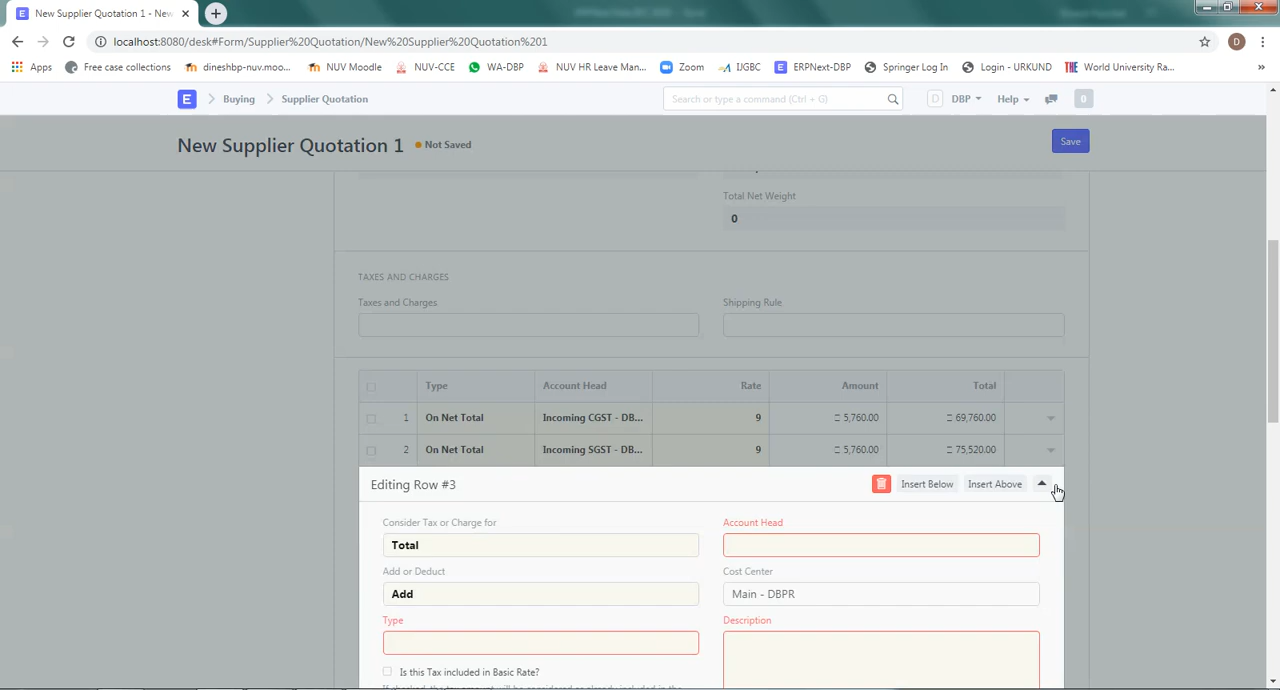 New Supplier Quotation 1 - New
localhost:8080/desk#Form/Supplier%20Quotation/New%20Supplier%20Quotation%201
D
Apps Free case collections dineshbp-nuv.moo... NUV Moodle NUV-CCE WA-DBP NUV HR Leave Man... Zoom IJGBC ERPNext-DBP Springer Log In Login - URKUND World University Ra... »
E Buying Supplier Quotation Search or type a command (Ctrl + G) D DBP Help 0
New Supplier Quotation 1 Not Saved Save
Total Net Weight
0
TAXES AND CHARGES
Taxes and Charges Shipping Rule
Type Account Head Rate Amount Total
1 On Net Total Incoming CGST - DB... 9 5,760.00 69,760.00
2 On Net Total Incoming SGST - DB... 9 5,760.00 75,520.00
Editing Row #3 Insert Below Insert Above
Consider Tax or Charge for Account Head
Total
Add or Deduct Cost Center
Add Main - DBPR
Type Description
Is this Tax included in Basic Rate?